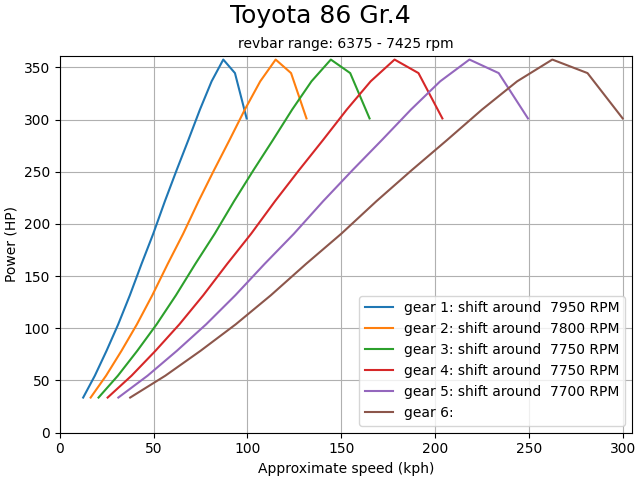 Toyota 86 Gr.4
revbar range: 6375 - 7425 rpm
350
300
250
200
150
100
50
0
Power (HP)
gear 1: shift around  7950 RPM
gear 2: shift around  7800 RPM
gear 3: shift around  7750 RPM
gear 4: shift around  7750 RPM
gear 5: shift around  7700 RPM
gear 6:
0 50 100 150 200 250 300
Approximate speed (kph)